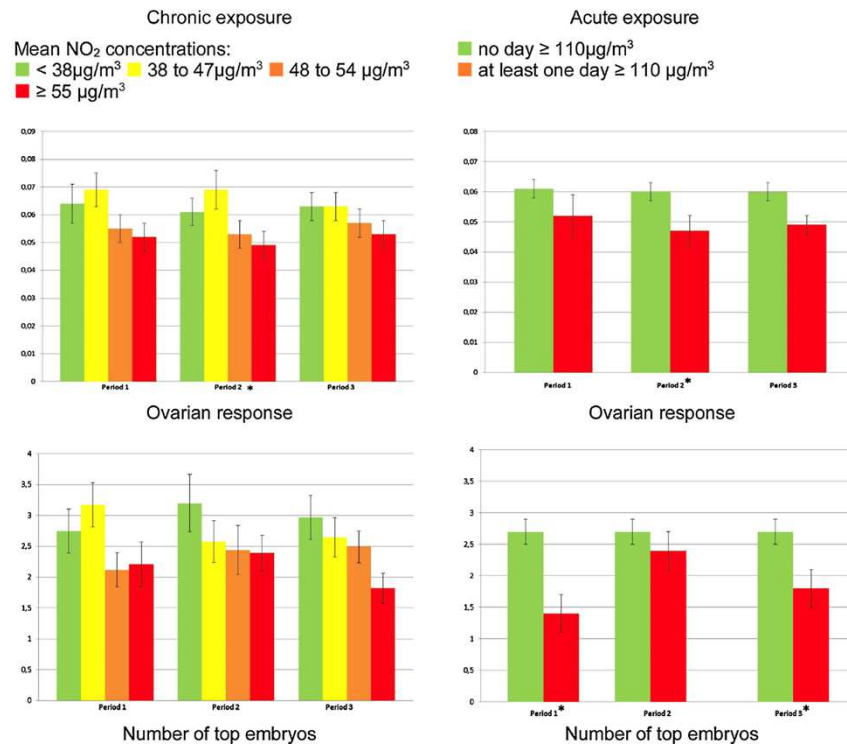 Chronic exposure
Mean NO₂ concentrations:
< 38µg/m³ 38 to 47µg/m³ 48 to 54 µg/m³
≥ 55 µg/m³
0,09
0,08
0,07
0,06
0,05
0,04
0,03
0,02
0,01
0
Period 1 Period 2 * Period 3
Ovarian response
4
3,5
3
2,5
2
1,5
1
0,5
0
Period 1 Period 2 Period 3
Number of top embryos
Acute exposure
no day ≥ 110µg/m³
at least one day ≥ 110 µg/m³
0,08
0,07
0,06
0,05
0,04
0,03
0,02
0,01
0
Period 1 Period 2 * Period 3
Ovarian response
4
3,5
3
2,5
2
1,5
1
0,5
0
Period 1 * Period 2 Period 3 *
Number of top embryos